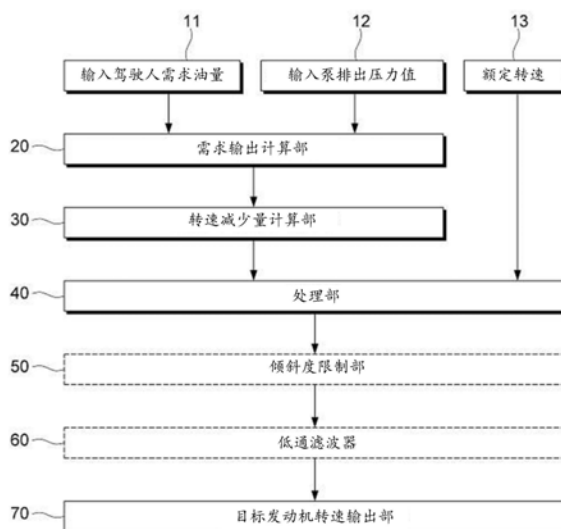 11
12
13
输入驾驶人需求油量
输入泵排出压力值
额定转速
20
需求输出计算部
30
转速减少量计算部
40
处理部
50
倾斜度限制部
60
低通滤波器
70
目标发动机转速输出部